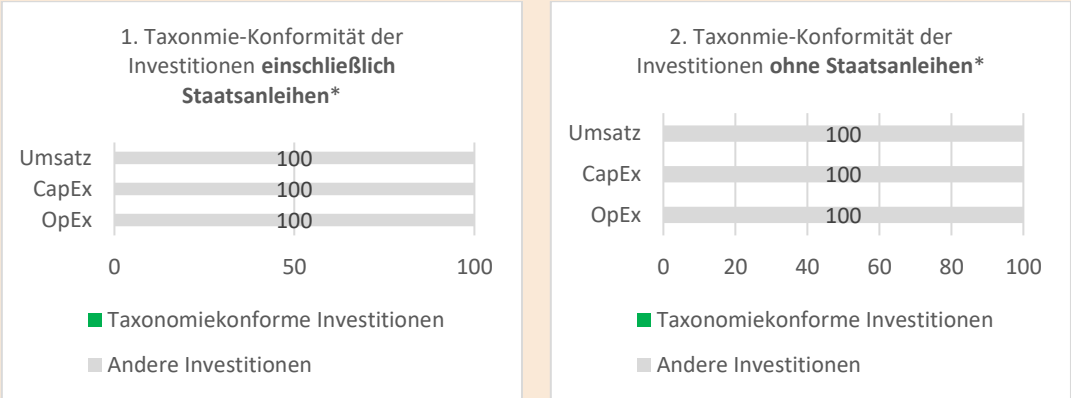 1. Taxonmie-Konformität der
Investitionen einschließlich
Staatsanleihen*
Umsatz
100
CapEx
100
OpEx
100
0 50 100
Taxonomiekonforme Investitionen
Andere Investitionen
2. Taxonmie-Konformität der
Investitionen ohne Staatsanleihen*
Umsatz
100
CapEx
100
OpEx
100
0 20 40 60 80 100
Taxonomiekonforme Investitionen
Andere Investitionen